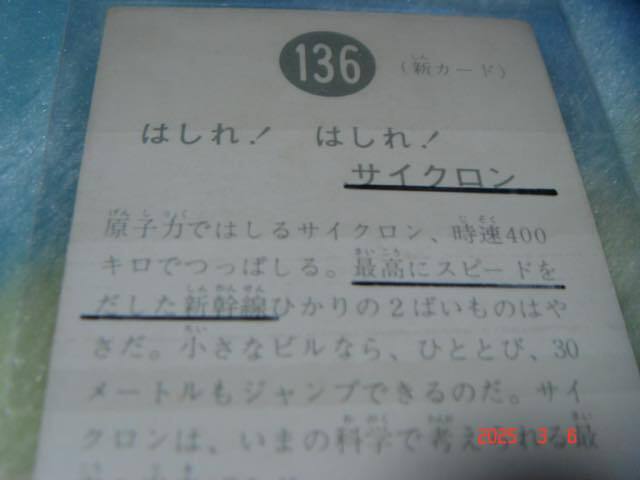 136
(新カード)
はしれ! はしれ!
サイクロン
原子力ではしるサイクロン、時速400
キロでつっぱしる。最高にスピードを
だした新幹線ひかりの2ばいものはや
さだ。小さなビルなら、ひととび、30
メートルもジャンプできるのだ。サイ
クロンは、いまの科学で考えられる最
2025 3 6